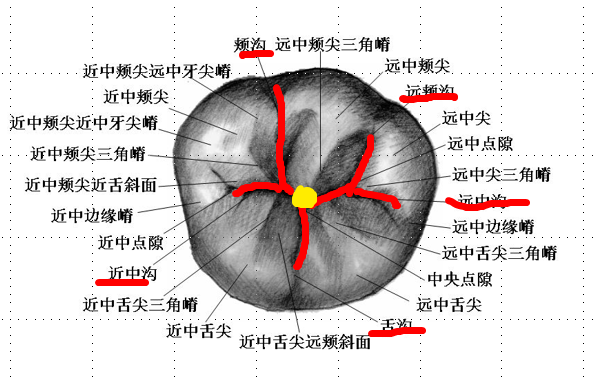 颊沟 远中颊尖三角嵴
近中颊尖远中牙尖嵴
远中颊尖
近中颊尖
远颊沟
近中颊尖近中牙尖嵴
远中尖
远中点隙
近中颊尖三角嵴
远中尖三角嵴
近中颊尖近舌斜面
远中沟
近中边缘嵴
远中边缘嵴
近中点隙
远中舌尖三角嵴
近中沟
中央点隙
近中舌尖三角嵴
远中舌尖
近中舌尖
舌沟
近中舌尖远颊斜面